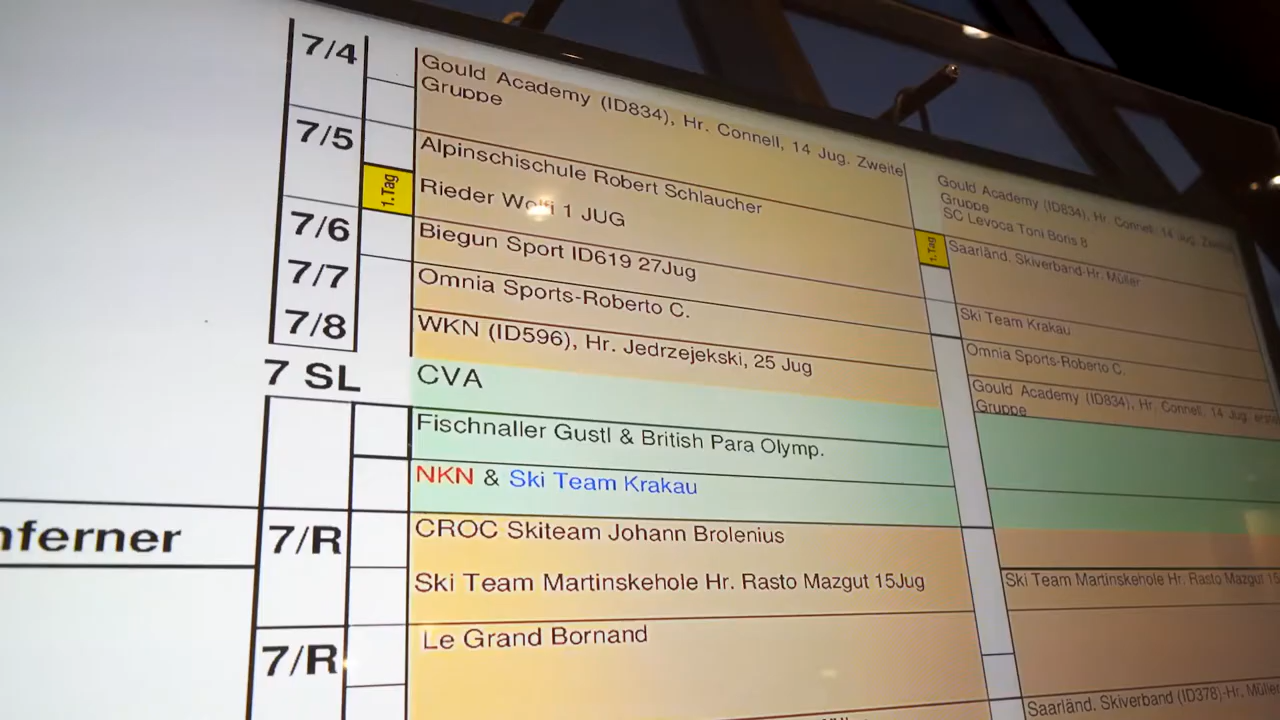 7/4
Gould Academy (ID834), Hr. Connell, 14 Jug. Zweite
Gruppe
7/5
Alpinschischule Robert Schlaucher
1.Tag
Rieder Wolfi 1 JUG
7/6
Biegun Sport ID619 27Jug
7/7
Omnia Sports-Roberto C.
7/8
WKN (ID596), Hr. Jedrzejekski, 25 Jug
7 SL
CVA
Fischnaller Gustl & British Para Olymp.
NKN & Ski Team Krakau
nferner
7/R
CROC Skiteam Johann Brolenius
Ski Team Martinskehole Hr. Rasto Mazgut 15Jug
7/R
Le Grand Bornand
Gould Academy (ID834), Hr. Connell, 14 Jug. Zweite
Gruppe
SC Levoca Toni Boris 8
1.Tag
Saarländ. Skiverband-Hr. Müller
Ski Team Krakau
Omnia Sports-Roberto C.
Gould Academy (ID834), Hr. Connell, 14 Jug. erste
Gruppe
Ski Team Martinskehole Hr. Rasto Mazgut 15
Saarländ. Skiverband (ID378)-Hr. Müller